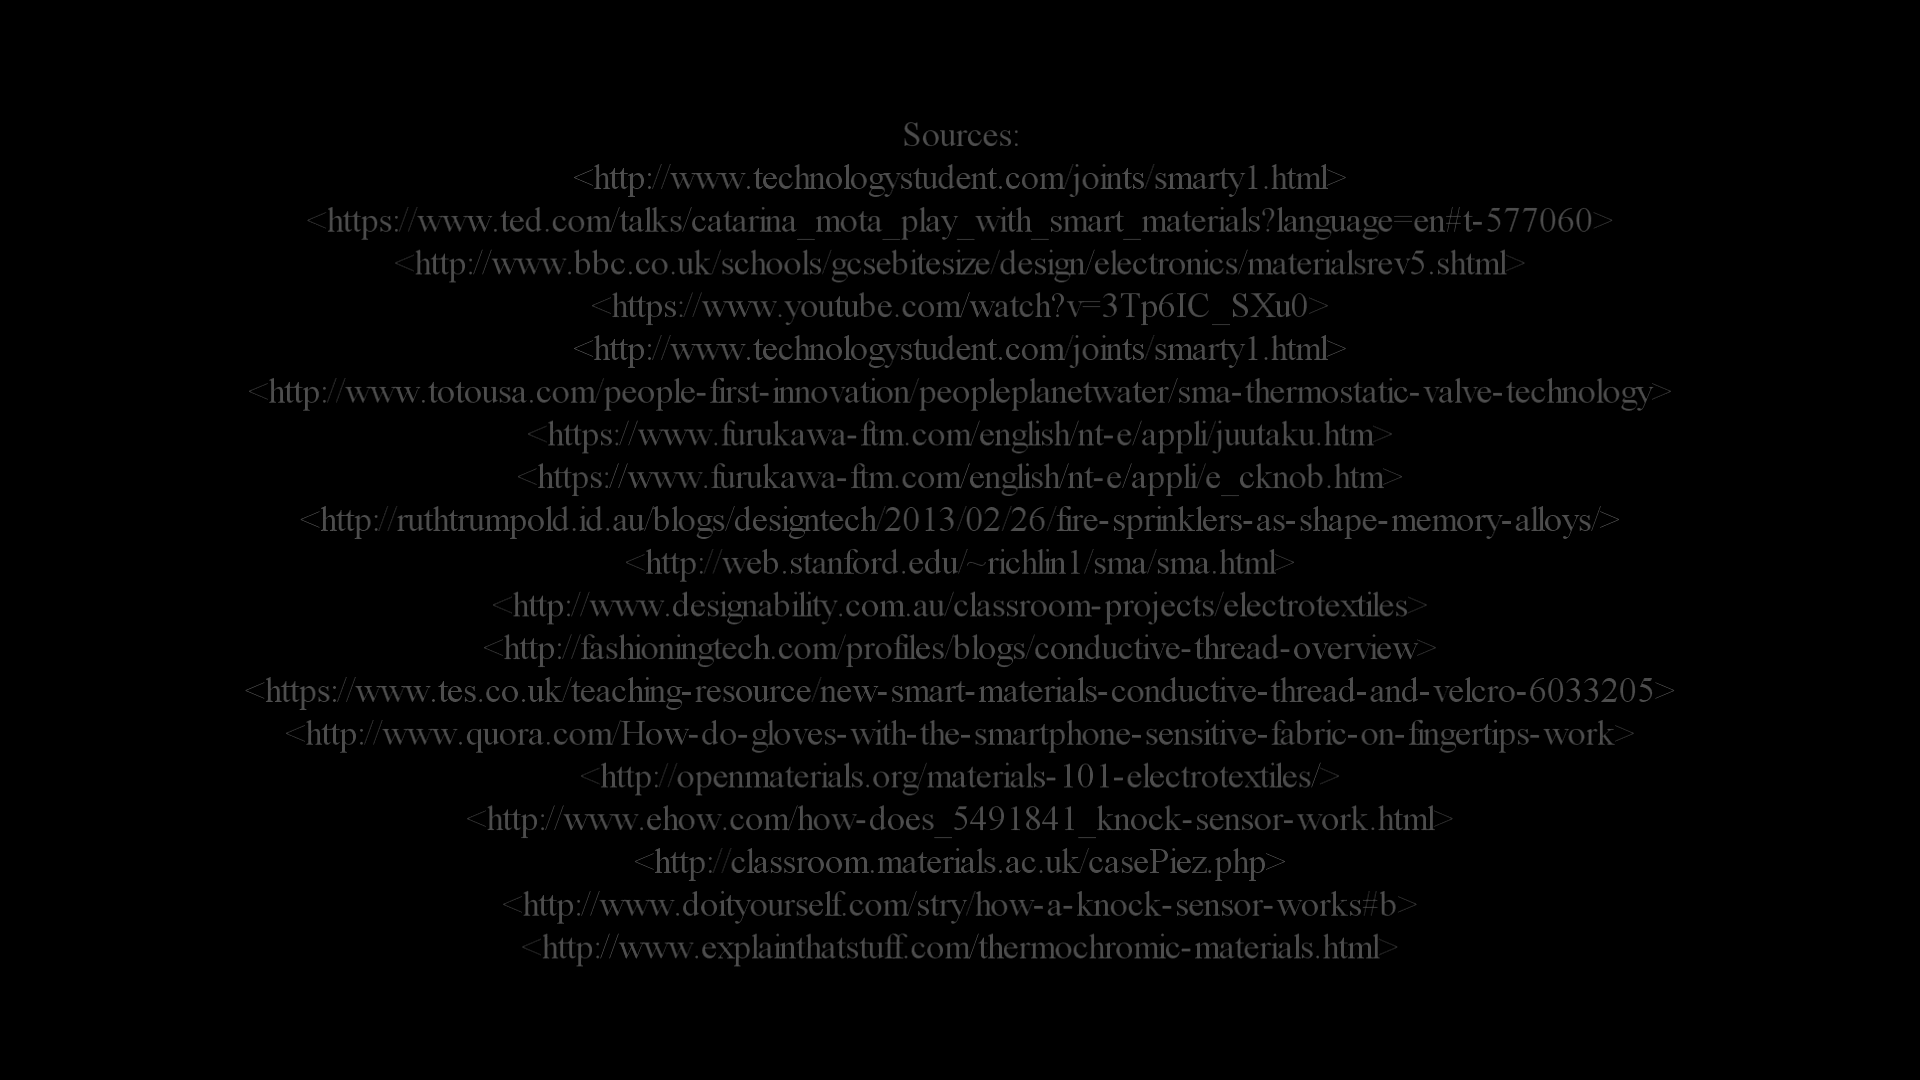 Sources:
<http://www.technologystudent.com/joints/smarty1.html>
<https://www.ted.com/talks/catarina_mota_play_with_smart_materials?language=en#t-577060>
<http://www.bbc.co.uk/schools/gcsebitesize/design/electronics/materialsrev5.shtml>
<https://www.youtube.com/watch?v=3Tp6IC_SXu0>
<http://www.technologystudent.com/joints/smarty1.html>
<http://www.totousa.com/people-first-innovation/peopleplanetwater/sma-thermostatic-valve-technology>
<https://www.furukawa-ftm.com/english/nt-e/appli/juutaku.htm>
<https://www.furukawa-ftm.com/english/nt-e/appli/e_cknob.htm>
<http://ruthtrumpold.id.au/blogs/designtech/2013/02/26/fire-sprinklers-as-shape-memory-alloys/>
<http://web.stanford.edu/~richlin1/sma/sma.html>
<http://www.designability.com.au/classroom-projects/electrotextiles>
<http://fashioningtech.com/profiles/blogs/conductive-thread-overview>
<https://www.tes.co.uk/teaching-resource/new-smart-materials-conductive-thread-and-velcro-6033205>
<http://www.quora.com/How-do-gloves-with-the-smartphone-sensitive-fabric-on-fingertips-work>
<http://openmaterials.org/materials-101-electrotextiles/>
<http://www.ehow.com/how-does_5491841_knock-sensor-work.html>
<http://classroom.materials.ac.uk/casePiez.php>
<http://www.doityourself.com/stry/how-a-knock-sensor-works#b>
<http://www.explainthatstuff.com/thermochromic-materials.html>